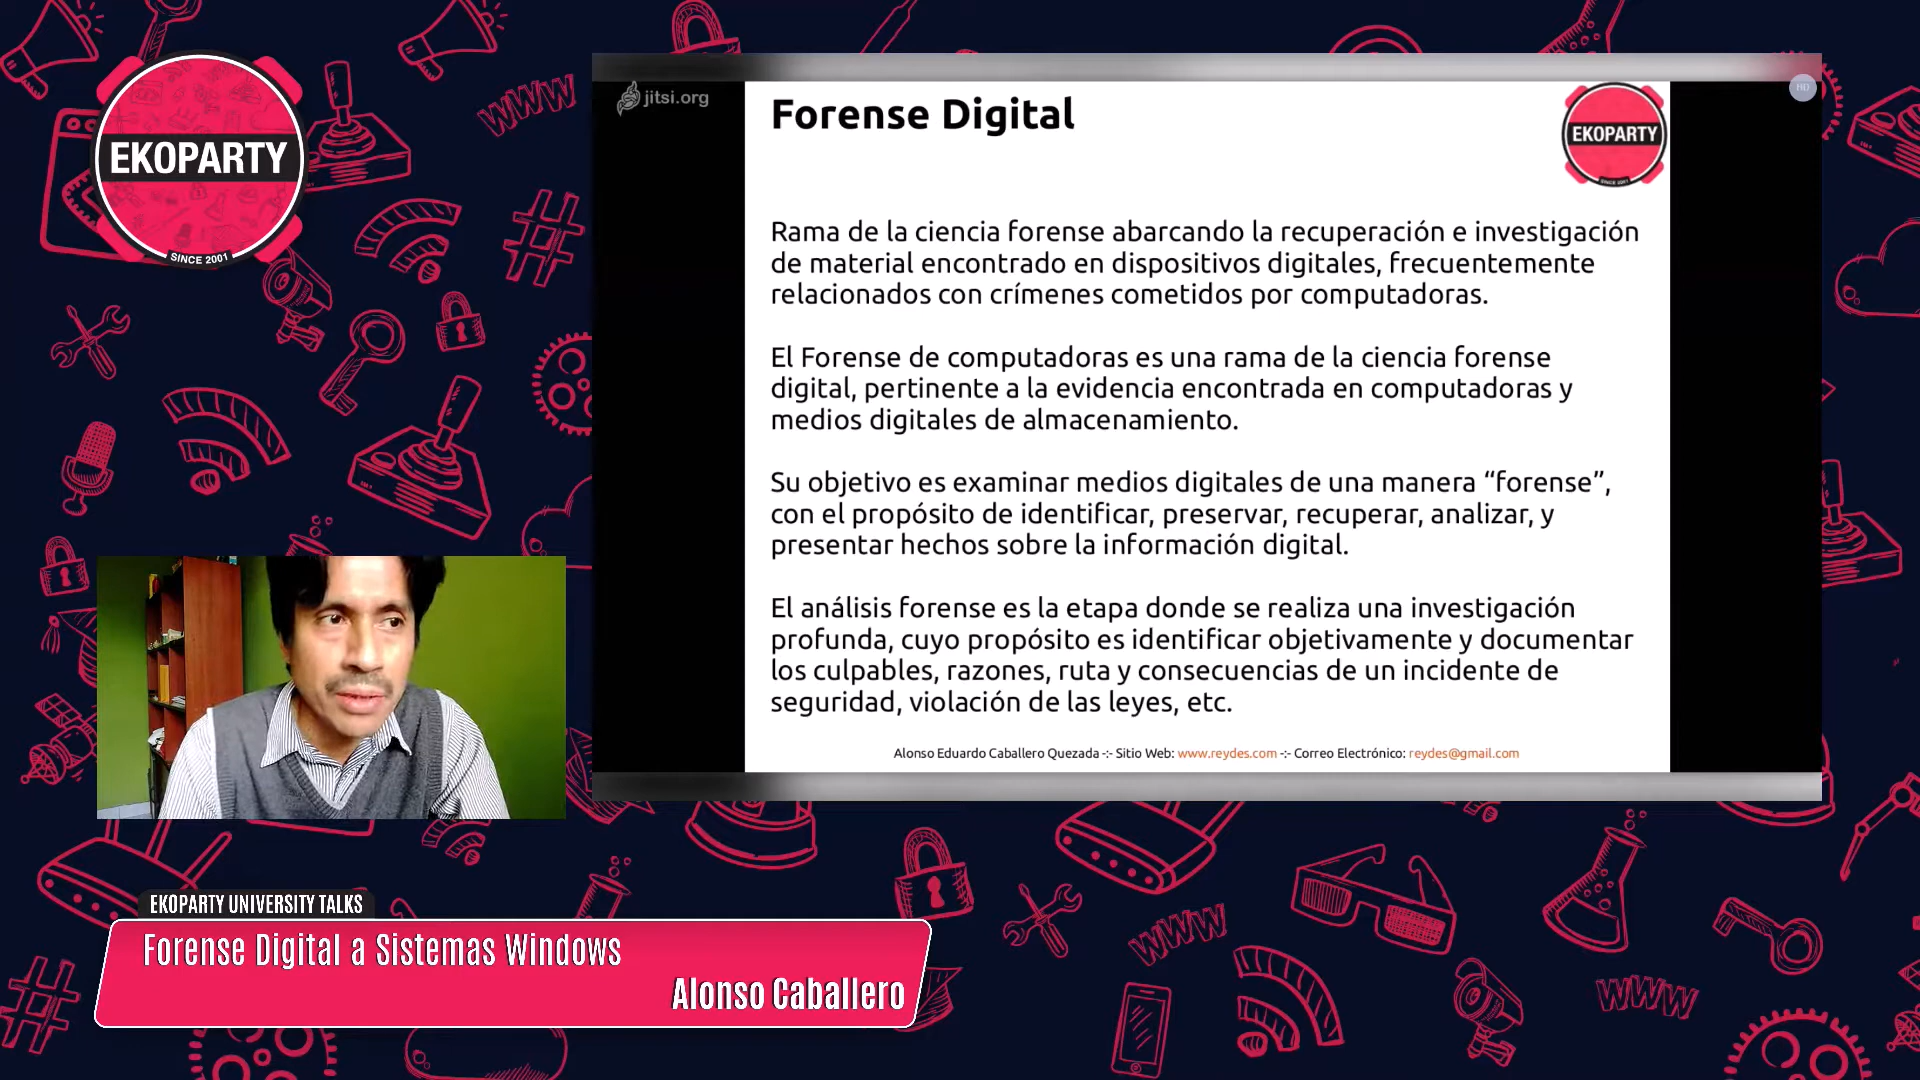 EKOPARTY
SINCE 2001
jitsi.org
HD
Forense Digital
EKOPARTY
SINCE 2001
Rama de la ciencia forense abarcando la recuperación e investigación
de material encontrado en dispositivos digitales, frecuentemente
relacionados con crímenes cometidos por computadoras.
El Forense de computadoras es una rama de la ciencia forense
digital, pertinente a la evidencia encontrada en computadoras y
medios digitales de almacenamiento.
Su objetivo es examinar medios digitales de una manera “forense”,
con el propósito de identificar, preservar, recuperar, analizar, y
presentar hechos sobre la información digital.
El análisis forense es la etapa donde se realiza una investigación
profunda, cuyo propósito es identificar objetivamente y documentar
los culpables, razones, ruta y consecuencias de un incidente de
seguridad, violación de las leyes, etc.
Alonso Eduardo Caballero Quezada -:- Sitio Web: www.reydes.com -:- Correo Electrónico: reydes@gmail.com
EKOPARTY UNIVERSITY TALKS
Forense Digital a Sistemas Windows
Alonso Caballero
www
www
www